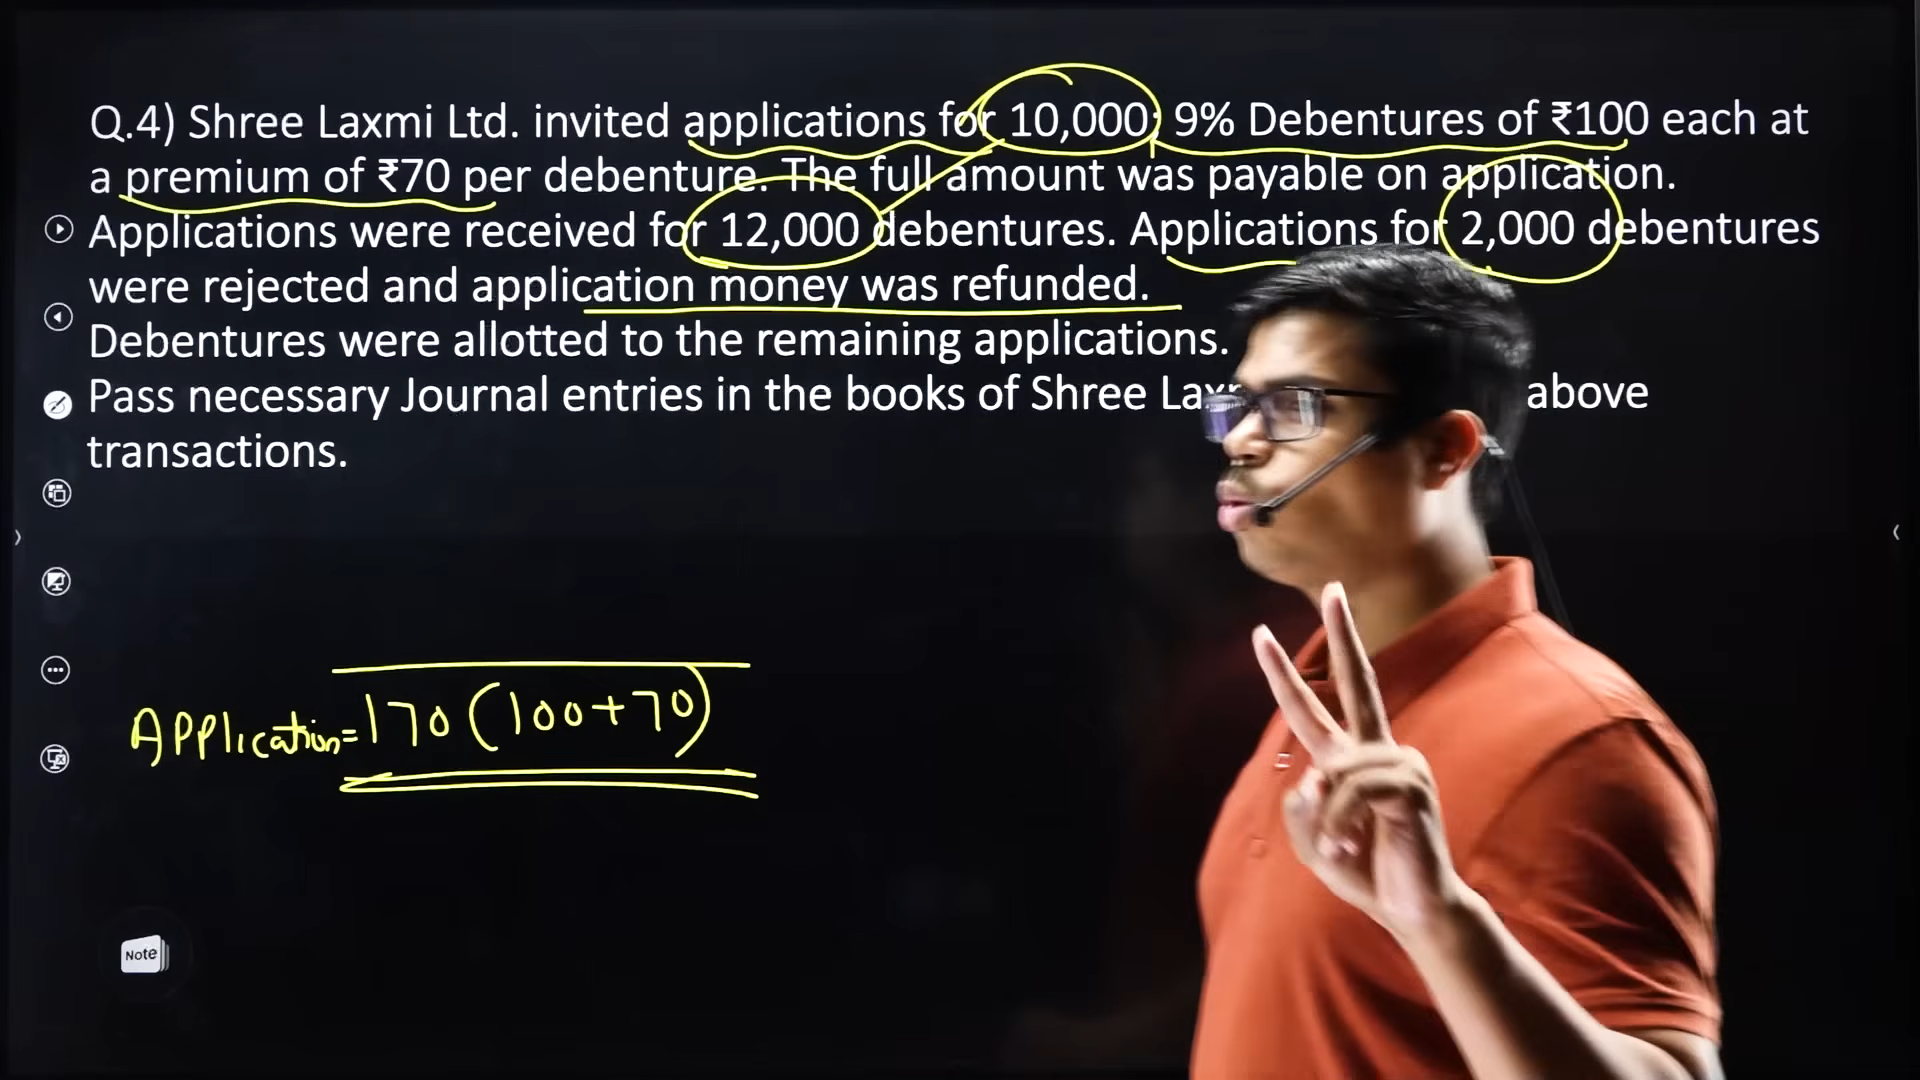 Q.4) Shree Laxmi Ltd. invited applications for 10,000; 9% Debentures of ₹100 each at
a premium of ₹70 per debenture. The full amount was payable on application.
Applications were received for 12,000 debentures. Applications for 2,000 debentures
were rejected and application money was refunded.
Debentures were allotted to the remaining applications.
Pass necessary Journal entries in the books of Shree above
transactions.
Application=170 (100+70)
Note